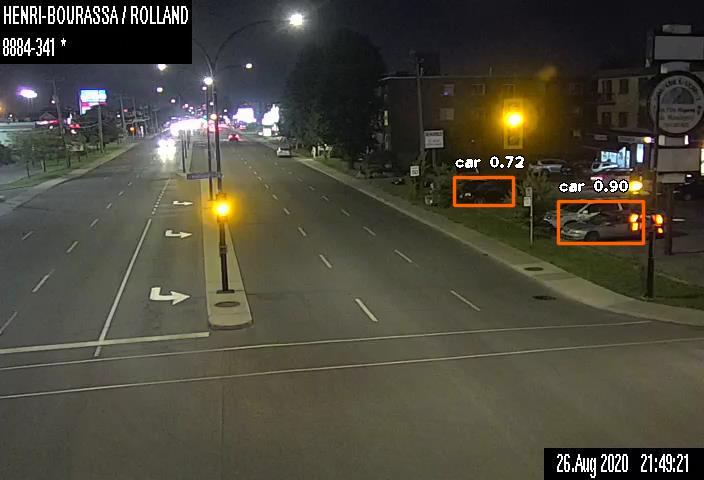 HENRI-BOURASSA / ROLLAND
8884-341 *
car 0.72
car 0.90
26.Aug 2020 21:49:21